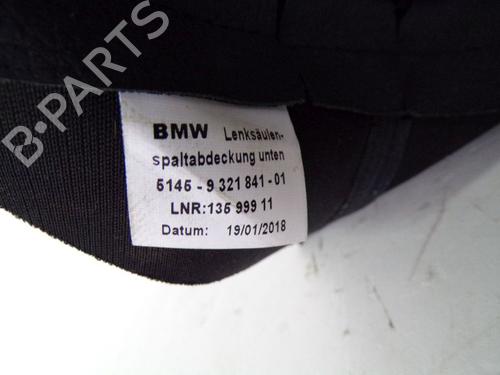 B·PARTS
BMW Lenksäulen-
spaltabdeckung unten
5145 - 9 321 841 - 01
LNR:135 999 11
Datum: 19/01/2018